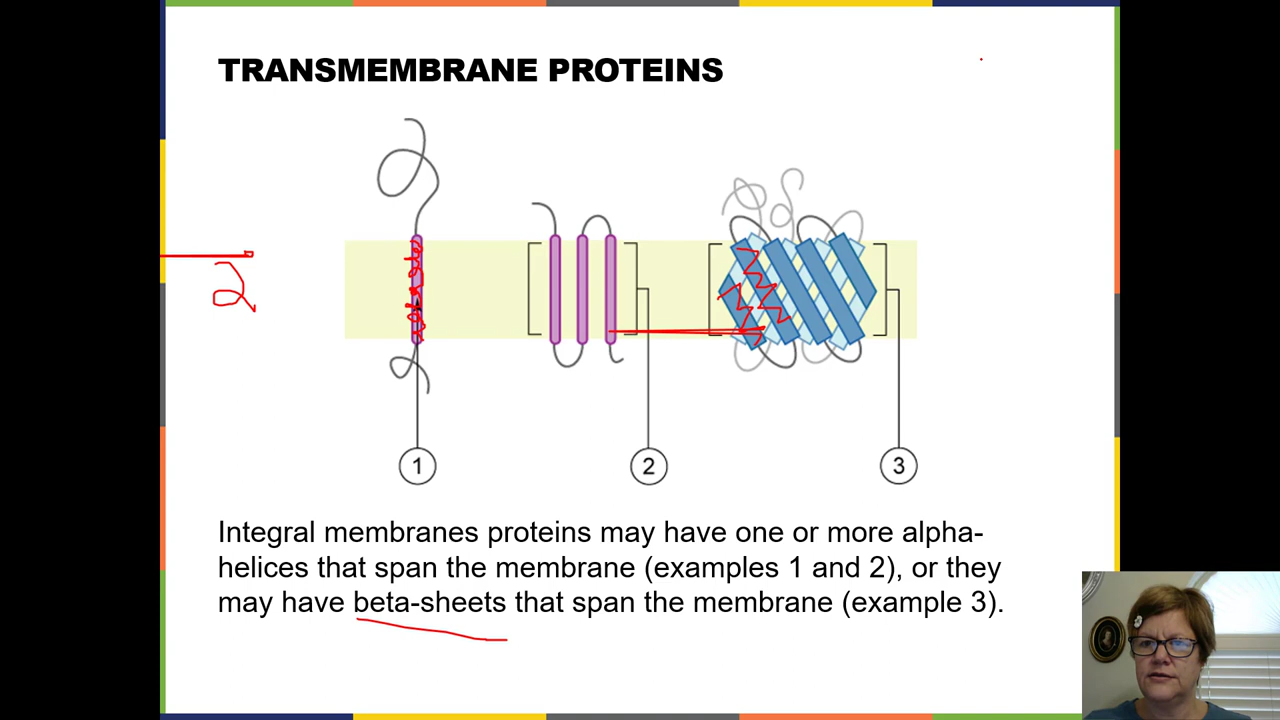 TRANSMEMBRANE PROTEINS
2
1
2
3
Integral membranes proteins may have one or more alpha-
helices that span the membrane (examples 1 and 2), or they
may have beta-sheets that span the membrane (example 3).